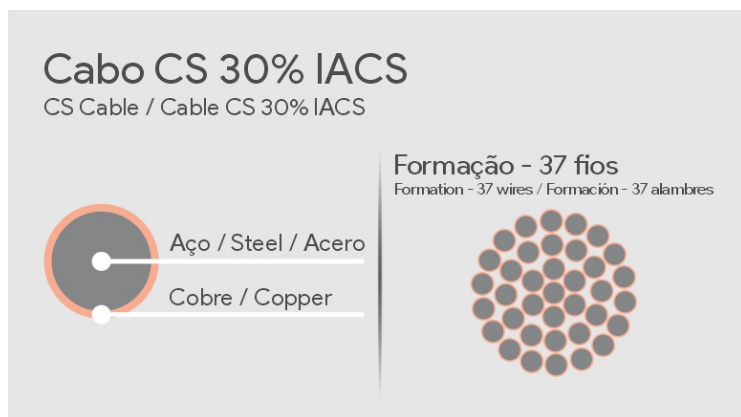 Cabo CS 30% IACS
CS Cable / Cable CS 30% IACS
Formação - 37 fios
Formation - 37 wires / Formación - 37 alambres
Aço / Steel / Acero
Cobre / Copper